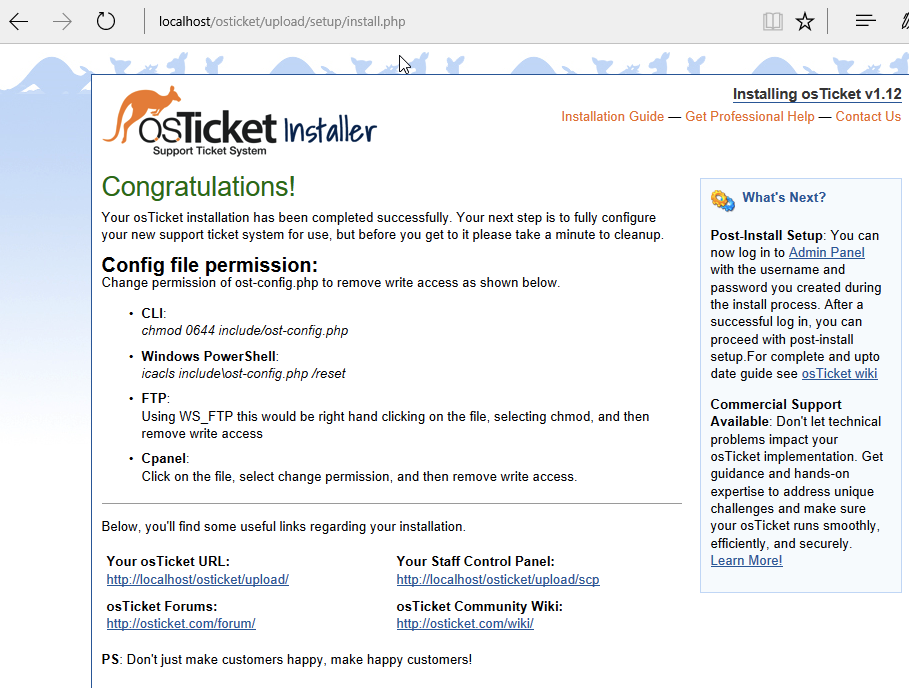 localhost/osticket/upload/setup/install.php
osTicket Installer
Support Ticket System
Installing osTicket v1.12
Installation Guide — Get Professional Help — Contact Us
Congratulations!
Your osTicket installation has been completed successfully. Your next step is to fully configure
your new support ticket system for use, but before you get to it please take a minute to cleanup.
Config file permission:
Change permission of ost-config.php to remove write access as shown below.
• CLI:
chmod 0644 include/ost-config.php
• Windows PowerShell:
icacls include\ost-config.php /reset
• FTP:
Using WS_FTP this would be right hand clicking on the file, selecting chmod, and then
remove write access
• Cpanel:
Click on the file, select change permission, and then remove write access.
Below, you'll find some useful links regarding your installation.
Your osTicket URL:
http://localhost/osticket/upload/
Your Staff Control Panel:
http://localhost/osticket/upload/scp
osTicket Forums:
http://osticket.com/forum/
osTicket Community Wiki:
http://osticket.com/wiki/
PS: Don't just make customers happy, make happy customers!
What's Next?
Post-Install Setup: You can
now log in to Admin Panel
with the username and
password you created during
the install process. After a
successful log in, you can
proceed with post-install
setup.For complete and upto
date guide see osTicket wiki
Commercial Support
Available: Don't let technical
problems impact your
osTicket implementation. Get
guidance and hands-on
expertise to address unique
challenges and make sure
your osTicket runs smoothly,
efficiently, and securely.
Learn More!